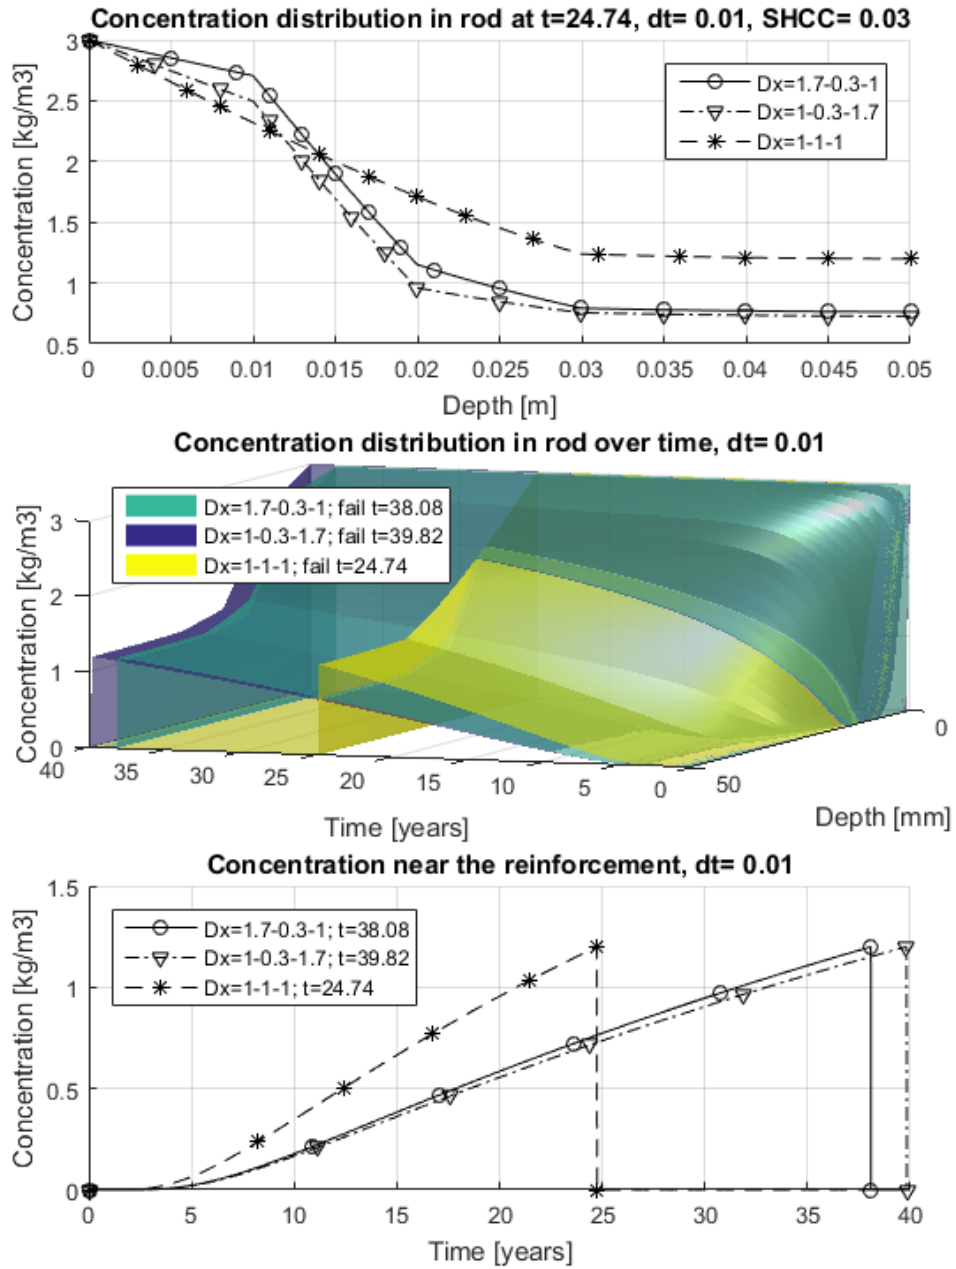 Concentration distribution in rod at t=24.74, dt= 0.01, SHCC= 0.03
Concentration [kg/m3]
3
2.5
2
1.5
1
0.5
Dx=1.7-0.3-1
Dx=1-0.3-1.7
Dx=1-1-1
0 0.005 0.01 0.015 0.02 0.025 0.03 0.035 0.04 0.045 0.05
Depth [m]
Concentration distribution in rod over time, dt= 0.01
Concentration [kg/m3]
3
2
1
0
Dx=1.7-0.3-1; fail t=38.08
Dx=1-0.3-1.7; fail t=39.82
Dx=1-1-1; fail t=24.74
40 35 30 25 20 15 10 5 0
50 0
Time [years]
Depth [mm]
Concentration near the reinforcement, dt= 0.01
Concentration [kg/m3]
1.5
1
0.5
0
Dx=1.7-0.3-1; t=38.08
Dx=1-0.3-1.7; t=39.82
Dx=1-1-1; t=24.74
0 5 10 15 20 25 30 35 40
Time [years]